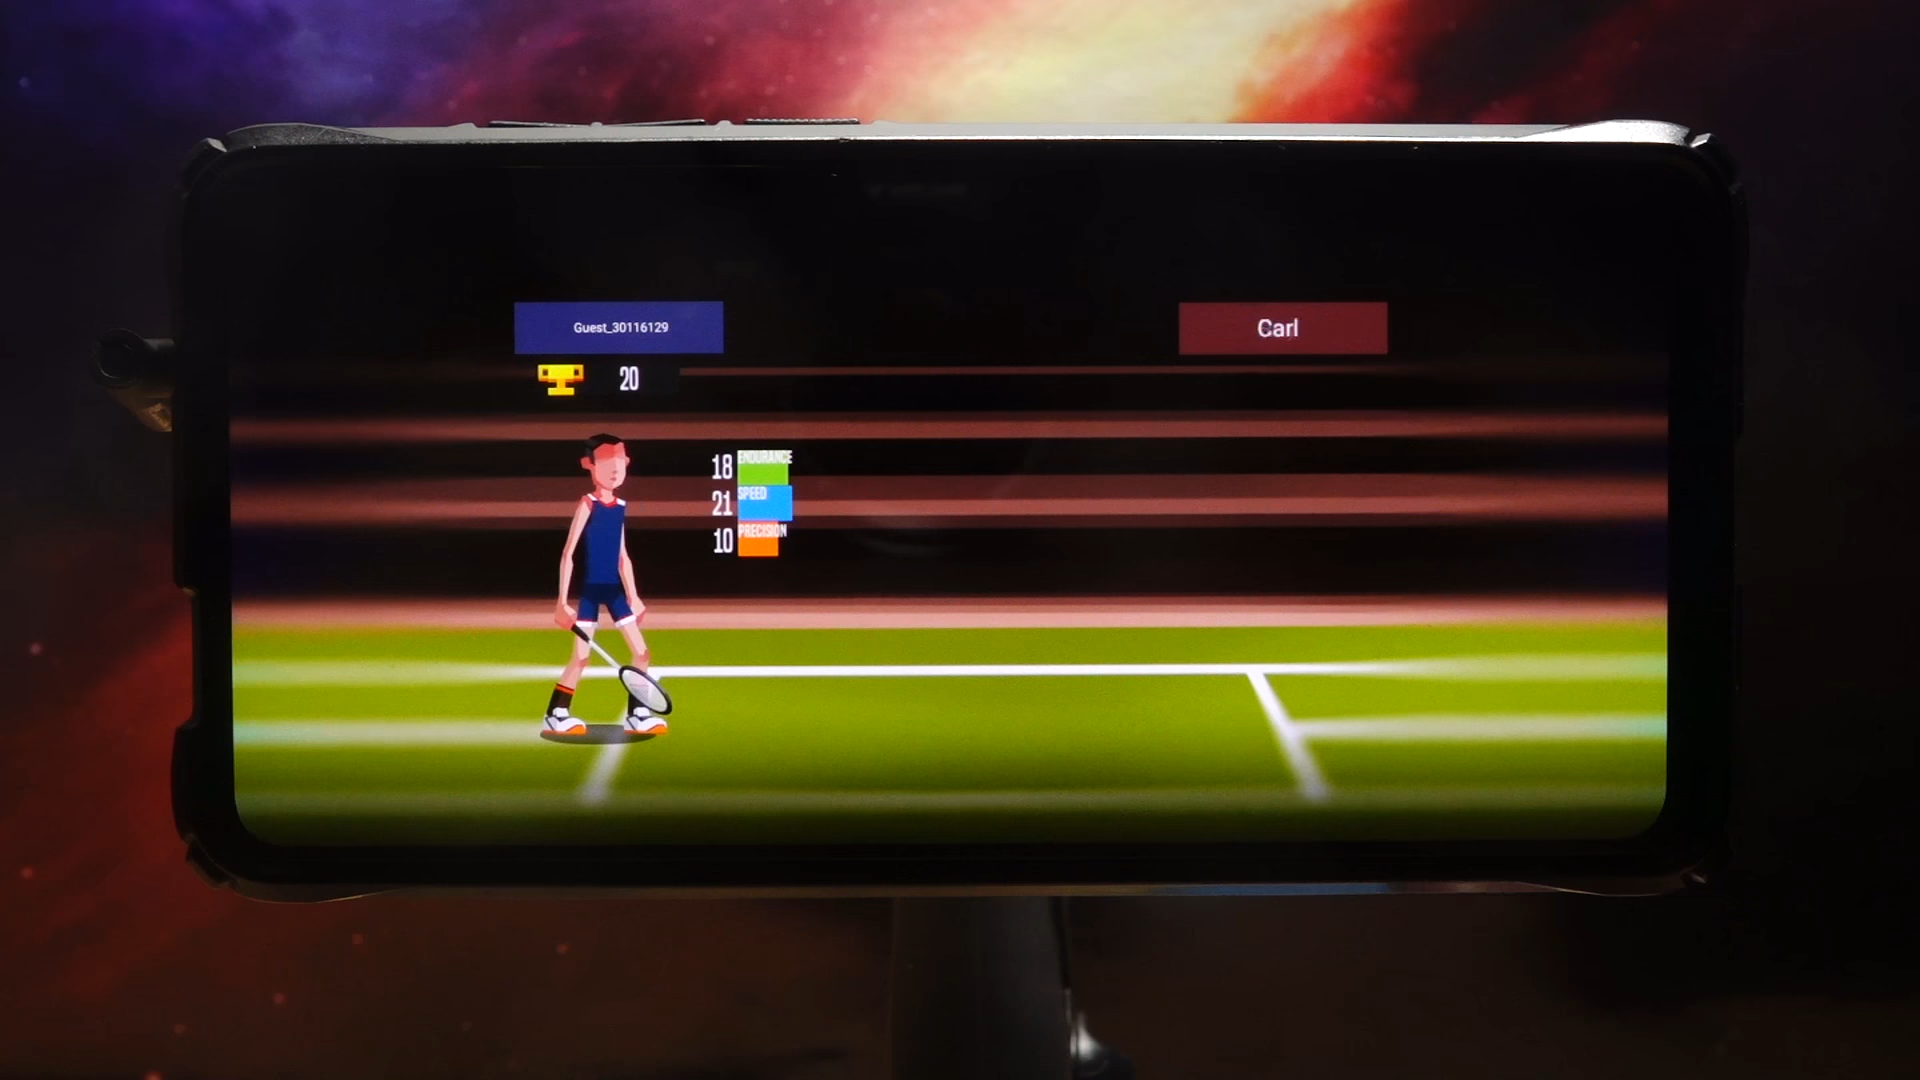 Guest_30116129
Carl
20
18 ENDURANCE
21 SPEED
10 PRECISION